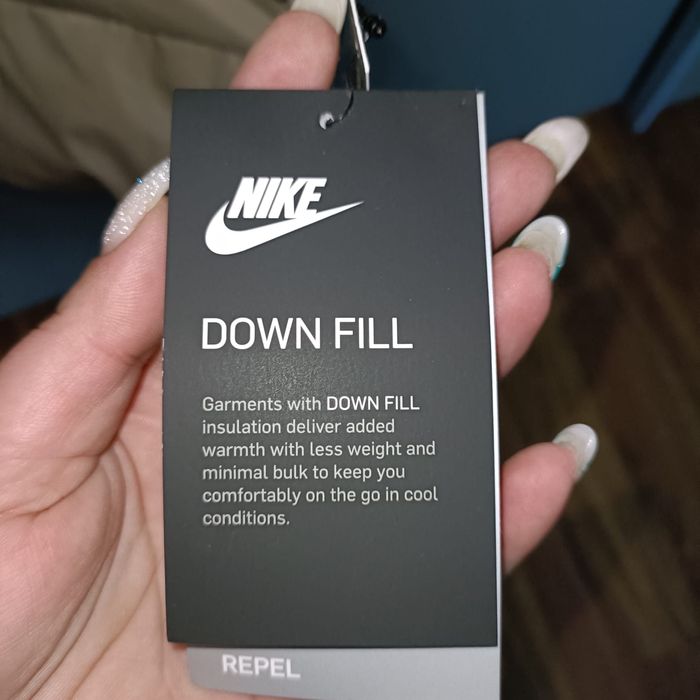 NIKE
DOWN FILL
Garments with DOWN FILL
insulation deliver added
warmth with less weight and
minimal bulk to keep you
comfortably on the go in cool
conditions.
REPEL